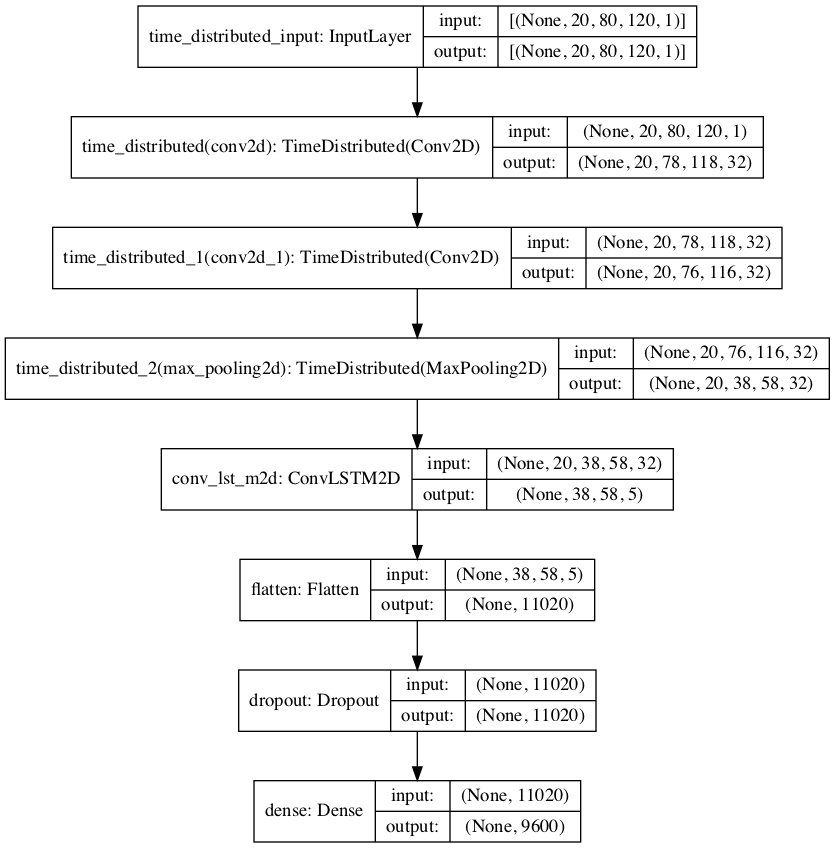 time_distributed_input: InputLayer
input: [(None, 20, 80, 120, 1)]
output: [(None, 20, 80, 120, 1)]
time_distributed(conv2d): TimeDistributed(Conv2D)
input: (None, 20, 80, 120, 1)
output: (None, 20, 78, 118, 32)
time_distributed_1(conv2d_1): TimeDistributed(Conv2D)
input: (None, 20, 78, 118, 32)
output: (None, 20, 76, 116, 32)
time_distributed_2(max_pooling2d): TimeDistributed(MaxPooling2D)
input: (None, 20, 76, 116, 32)
output: (None, 20, 38, 58, 32)
conv_lst_m2d: ConvLSTM2D
input: (None, 20, 38, 58, 32)
output: (None, 38, 58, 5)
flatten: Flatten
input: (None, 38, 58, 5)
output: (None, 11020)
dropout: Dropout
input: (None, 11020)
output: (None, 11020)
dense: Dense
input: (None, 11020)
output: (None, 9600)